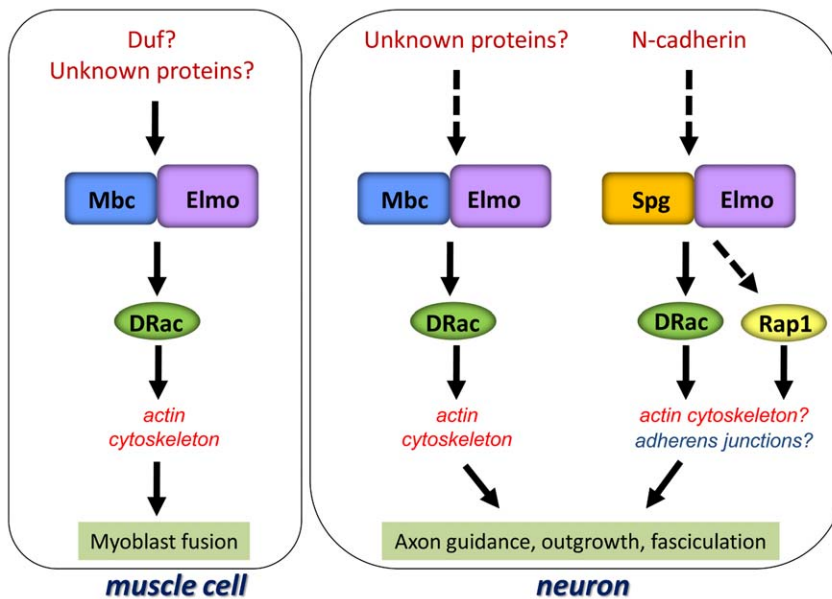 Duf?
Unknown proteins?
Mbc
Elmo
DRac
actin
cytoskeleton
Myoblast fusion
muscle cell
Unknown proteins?
N-cadherin
Mbc
Elmo
Spg
Elmo
DRac
DRac
Rap1
actin
cytoskeleton
actin cytoskeleton?
adherens junctions?
Axon guidance, outgrowth, fasciculation
neuron